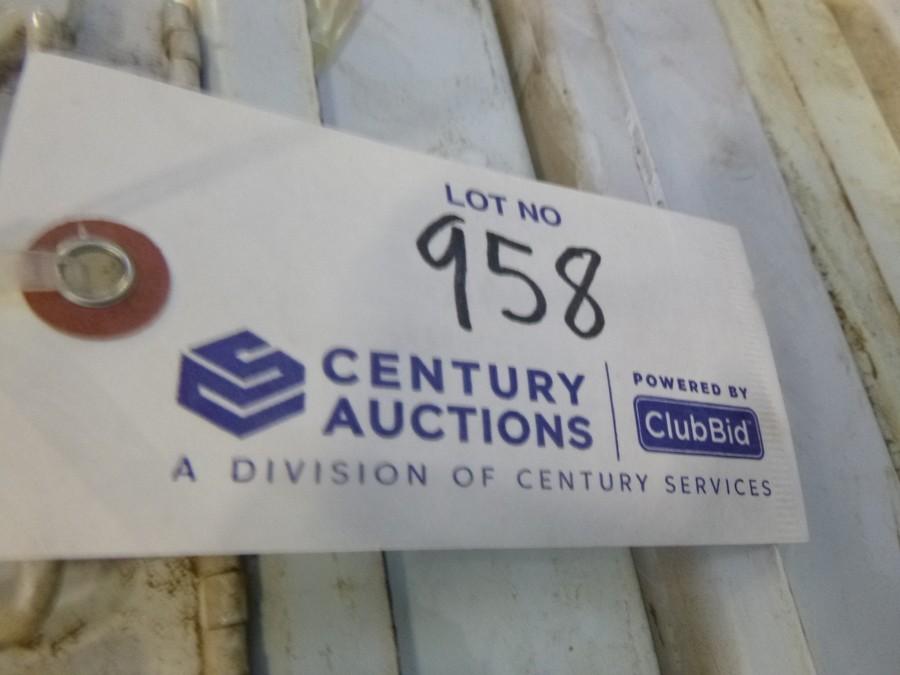 LOT NO
958
CENTURY
AUCTIONS
POWERED BY
ClubBid
A DIVISION OF CENTURY SERVICES